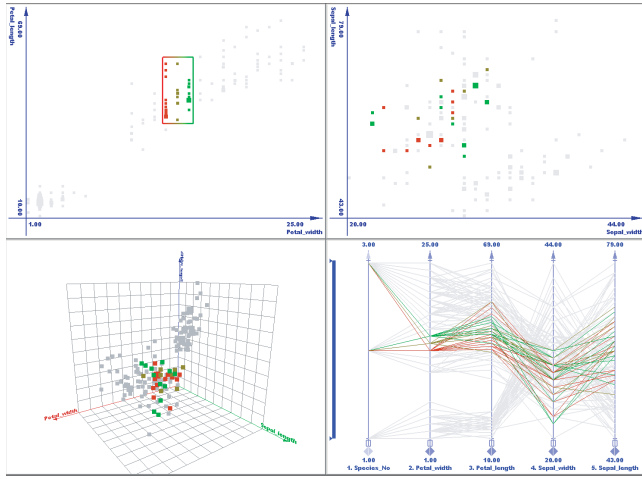 Petal_length
69.00
10.00
1.00
25.00
Petal_width
Sepal_length
79.00
43.00
20.00
44.00
Sepal_width
Petal_width
Sepal_length
3.00 25.00 69.00 44.00 79.00
1.00 1.00 10.00 20.00 43.00
1. Species_No 2. Petal_width 3. Petal_length 4. Sepal_width 5. Sepal_length